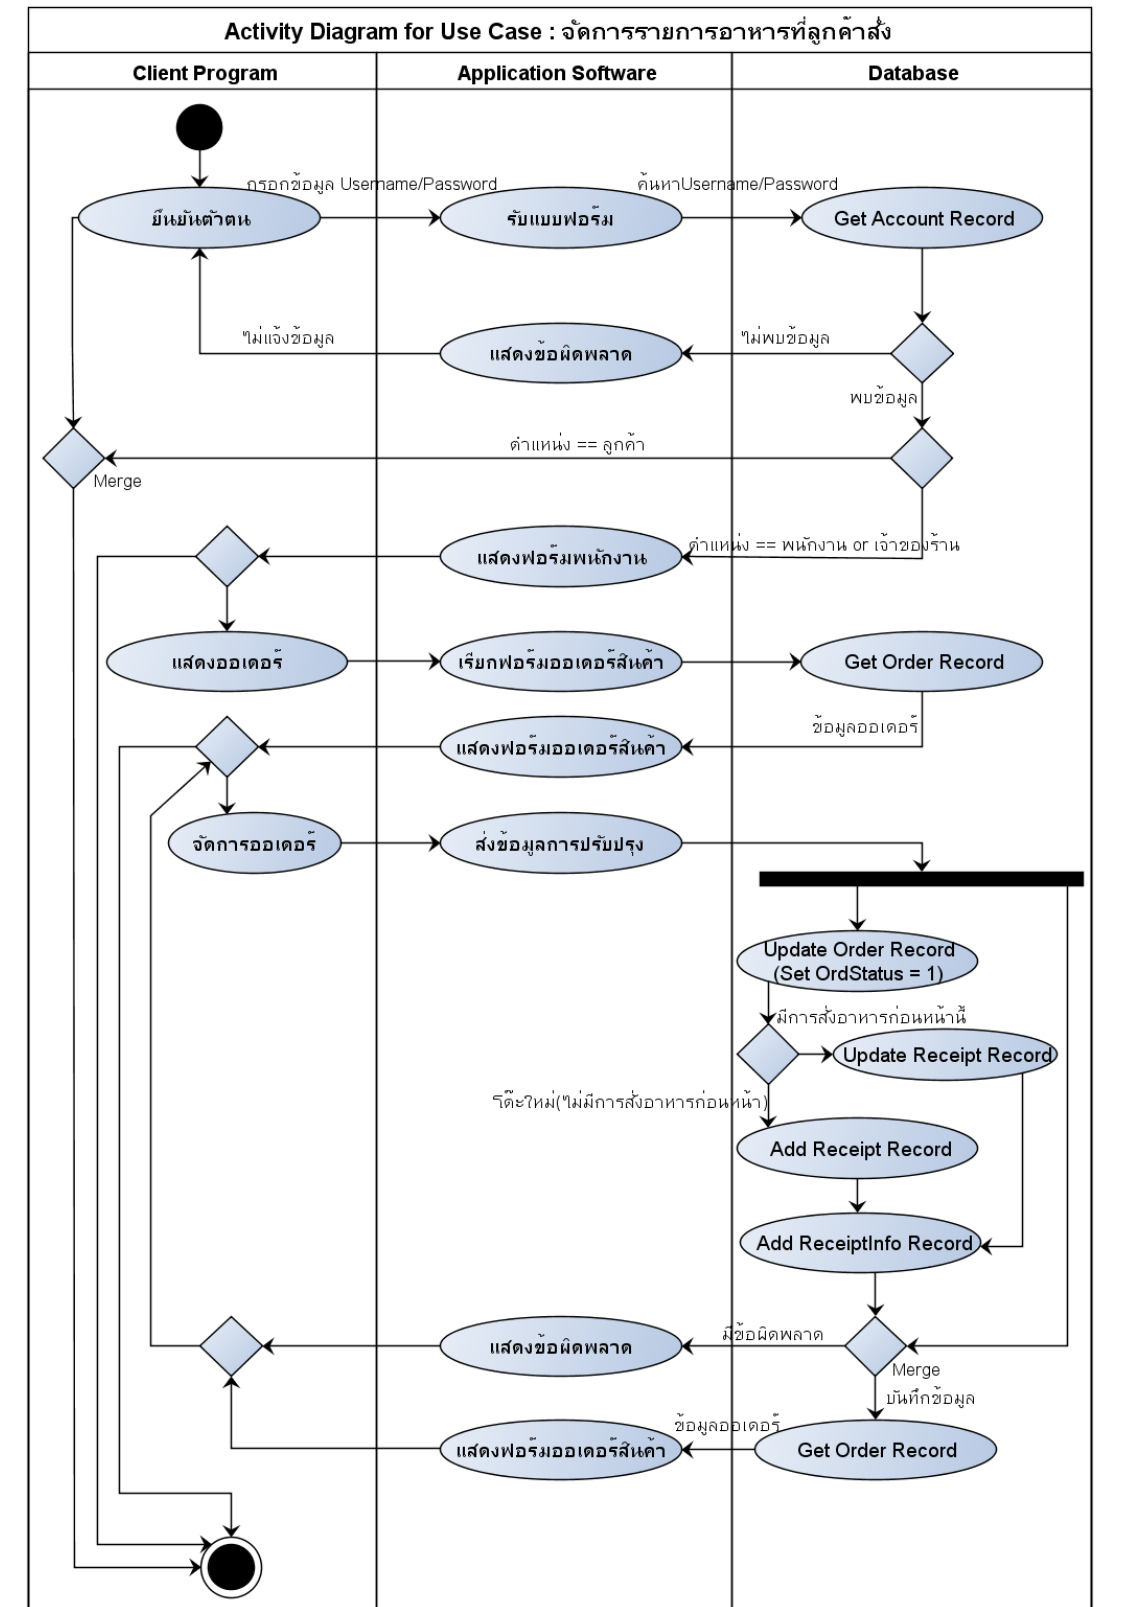 Activity Diagram for Use Case : จัดการรายการอาหารที่ลูกค้าสั่ง
Client Program
Application Software
Database
กรอกข้อมูล Username/Password
ค้นหาUsername/Password
ยืนยันตัวตน
รับแบบฟอร์ม
Get Account Record
ไม่แจ้งข้อมูล
ไม่พบข้อมูล
แสดงข้อผิดพลาด
พบข้อมูล
ตำแหน่ง == ลูกค้า
Merge
ตำแหน่ง == พนักงาน or เจ้าของร้าน
แสดงฟอร์มพนักงาน
แสดงออเดอร์
เรียกฟอร์มออเดอร์สินค้า
Get Order Record
ข้อมูลออเดอร์
แสดงฟอร์มออเดอร์สินค้า
จัดการออเดอร์
ส่งข้อมูลการปรับปรุง
Update Order Record
(Set OrdStatus = 1)
มีการสั่งอาหารก่อนหน้านี้
Update Receipt Record
โต๊ะใหม่(ไม่มีการสั่งอาหารก่อนหน้า)
Add Receipt Record
Add ReceiptInfo Record
มีข้อผิดพลาด
แสดงข้อผิดพลาด
Merge
บันทึกข้อมูล
ข้อมูลออเดอร์
แสดงฟอร์มออเดอร์สินค้า
Get Order Record